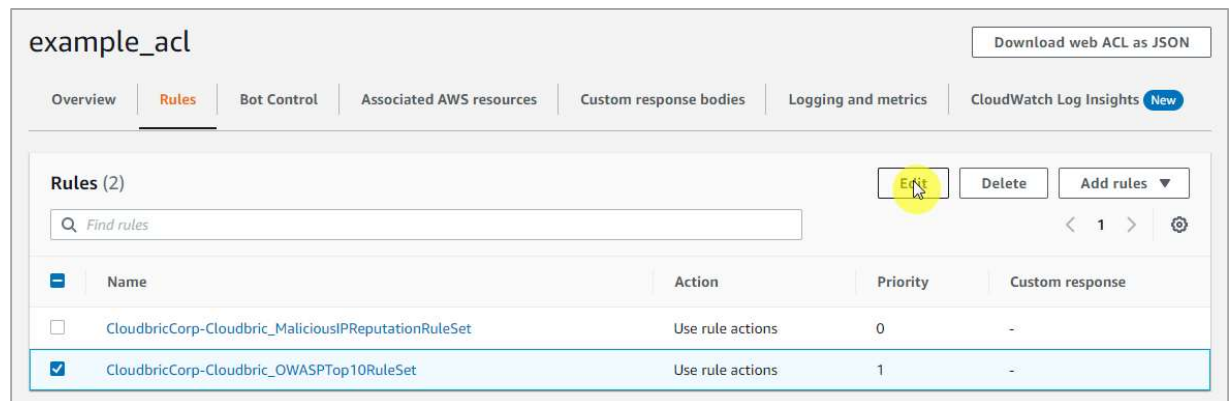 example_acl
Download web ACL as JSON
Overview Rules Bot Control Associated AWS resources Custom response bodies Logging and metrics CloudWatch Log Insights New
Rules (2)
Edit Delete Add rules
Find rules
1
Name Action Priority Custom response
CloudbricCorp-Cloudbric_MaliciousIPReputationRuleSet Use rule actions 0 -
CloudbricCorp-Cloudbric_OWASPTop10RuleSet Use rule actions 1 -